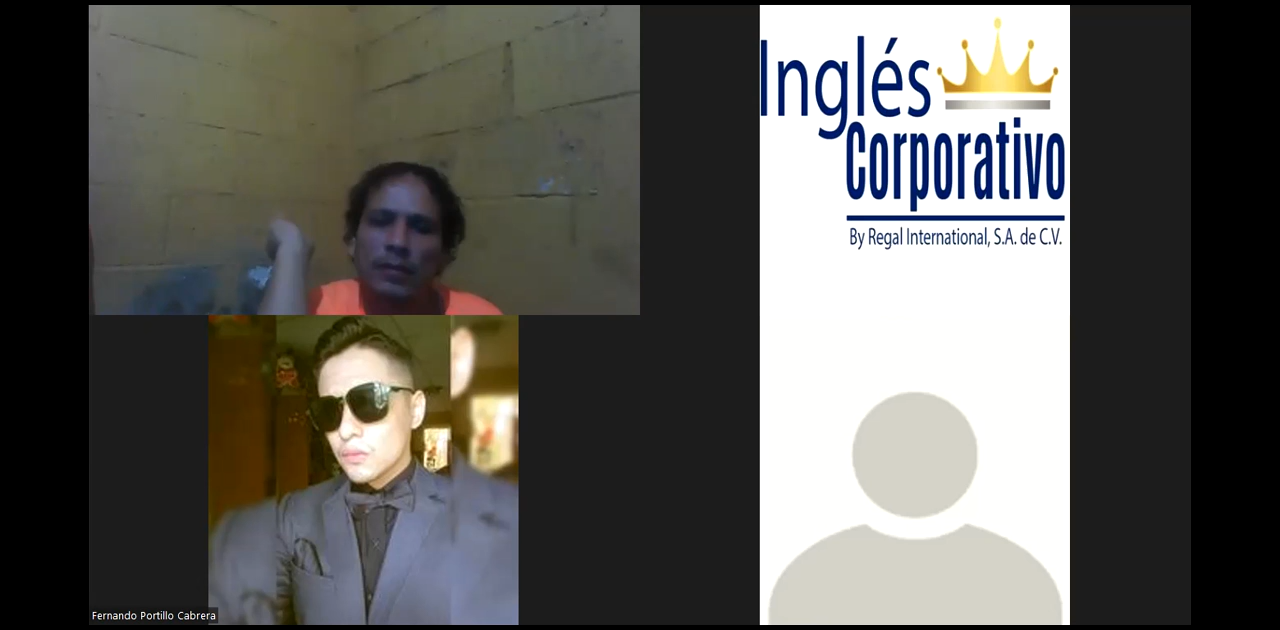 Inglés
Corporativo
By Regal International, S.A. de C.V.
Fernando Portillo Cabrera